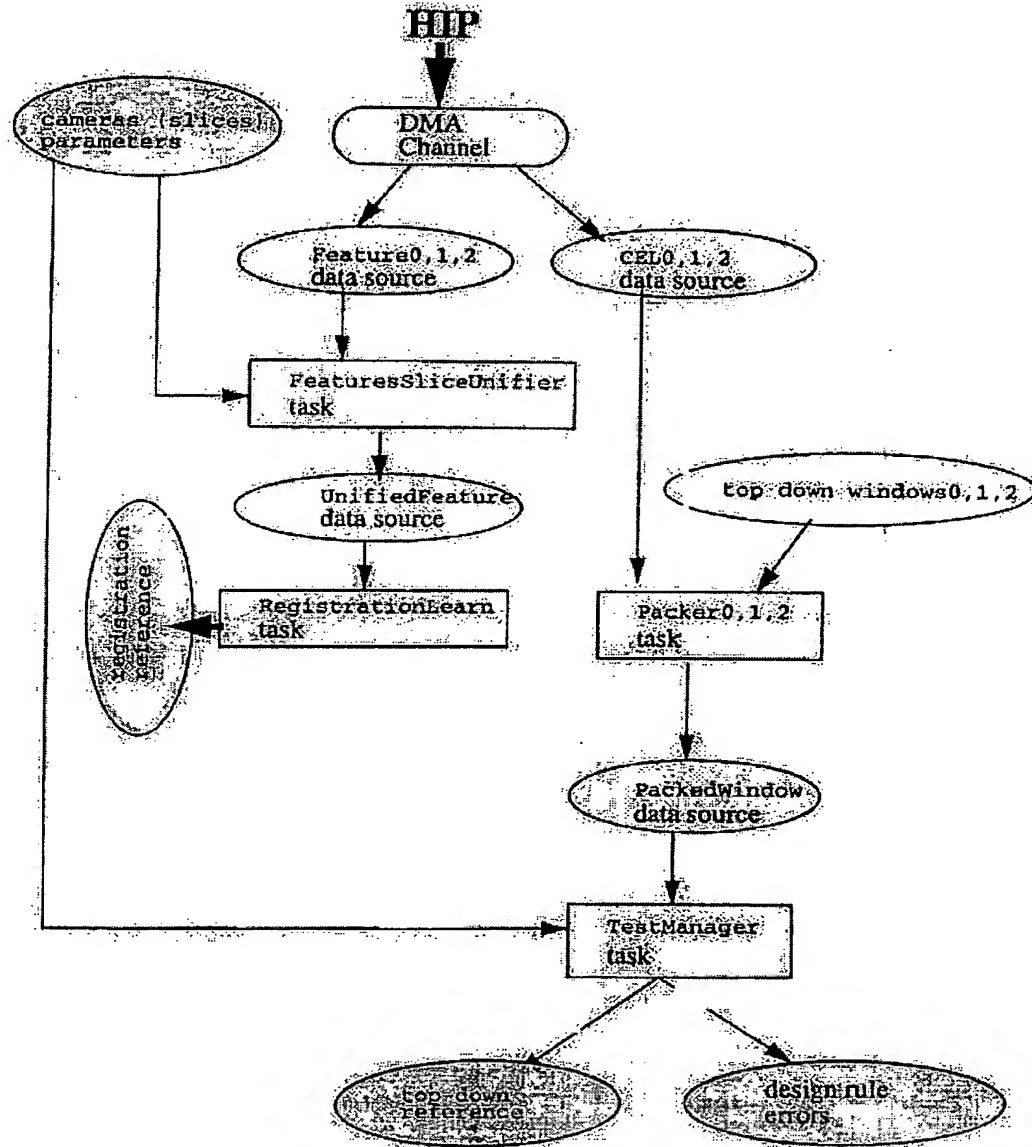 HIP
cameras (slices)
parameters
DMA
Channel
Feature0,1,2
data source
CEL0,1,2
data source
FeaturesSliceUnifier
task
UnifiedFeature
data source
top down windows0,1,2
registration
reference
RegistrationLearn
task
Packer0,1,2
task
PackedWindow
data source
TestManager
task
top down
reference
design rule
errors